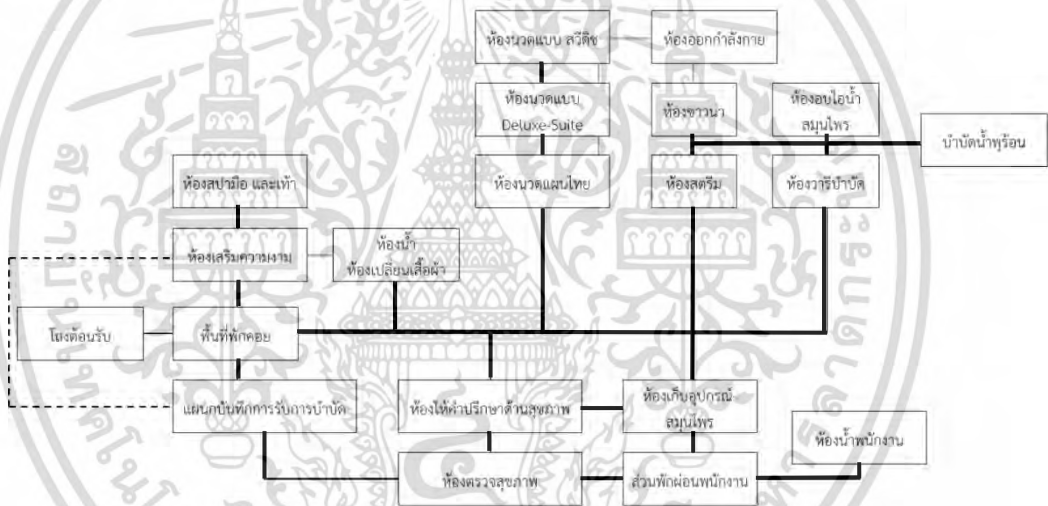 ห้องนวดแบบ สวีดิช
ห้องออกกำลังกาย
ห้องนวดแบบ
Deluxe-Suite
ห้องซาวนา
ห้องอบไอน้ำ
สมุนไพร
บำบัดน้ำพุร้อน
ห้องสปามือ และเท้า
ห้องนวดแผนไทย
ห้องสตรีม
ห้องวารีบำบัด
ห้องเสริมความงาม
ห้องน้ำ
ห้องเปลี่ยนเสื้อผ้า
โถงต้อนรับ
พื้นที่พักคอย
แผนกบันทึกการรับการบำบัด
ห้องให้คำปรึกษาด้านสุขภาพ
ห้องเก็บอุปกรณ์
สมุนไพร
ห้องน้ำพนักงาน
ห้องตรวจสุขภาพ
ส่วนพักผ่อนพนักงาน